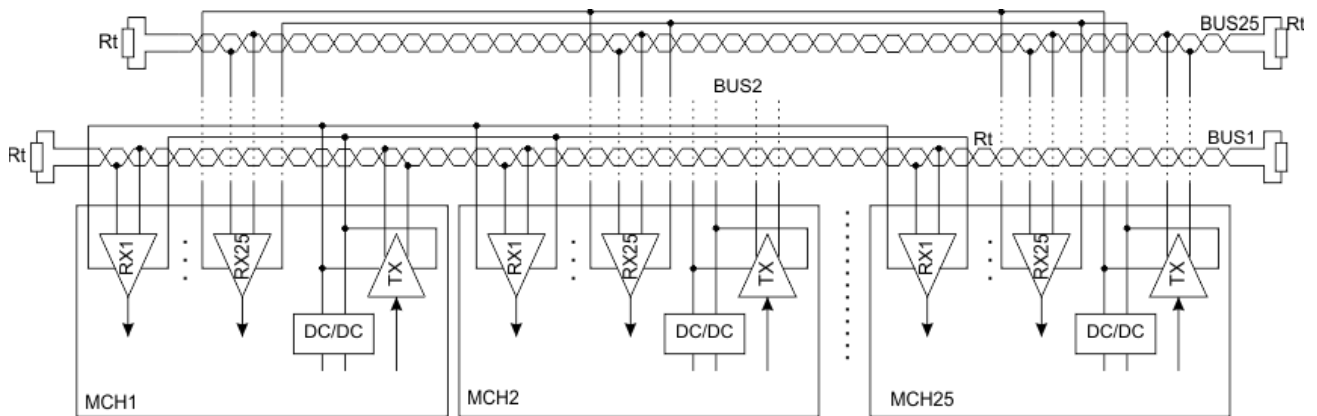 Rt
BUS25
Rt
BUS2
Rt
Rt
BUS1
RX1
RX25
TX
RX1
RX25
TX
RX1
RX25
TX
DC/DC
DC/DC
DC/DC
MCH1
MCH2
MCH25